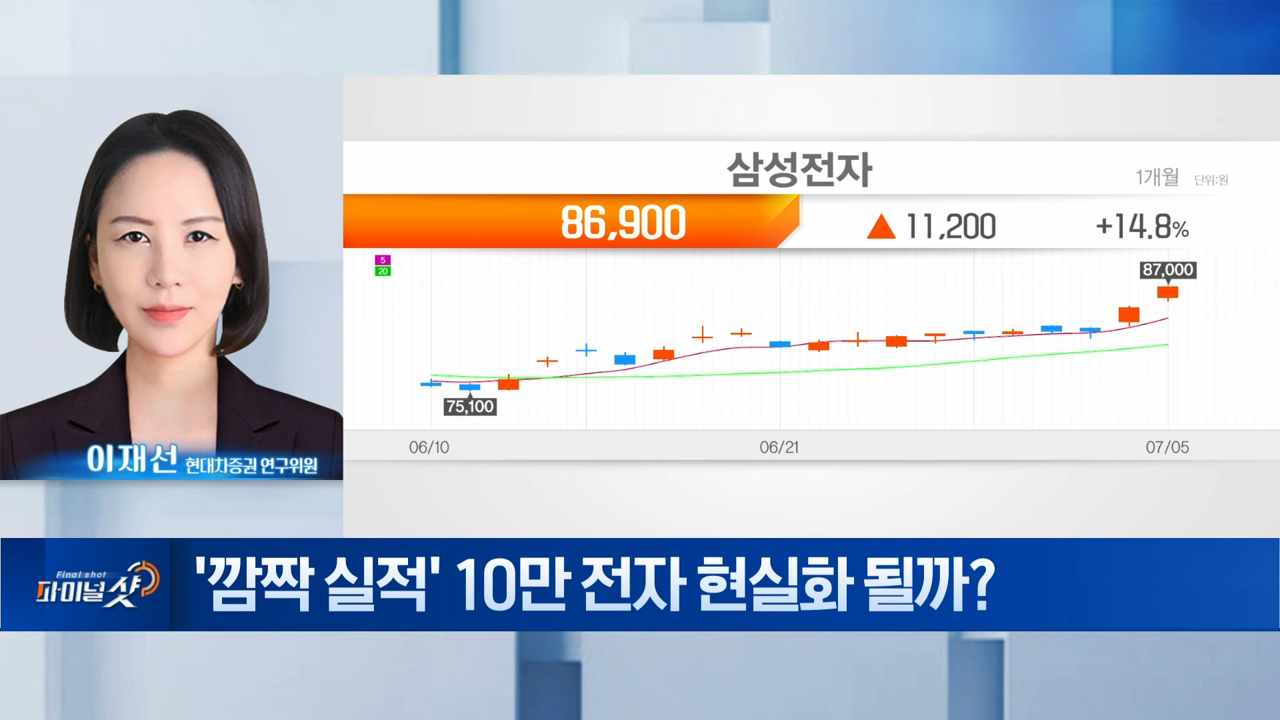 삼성전자
1개월 단위:원
86,900 ▲ 11,200 +14.8%
5
20
87,000
75,100
06/10 06/21 07/05
이재선 현대차증권 연구위원
Final shot
파이널 샷
'깜짝 실적' 10만 전자 현실화 될까?